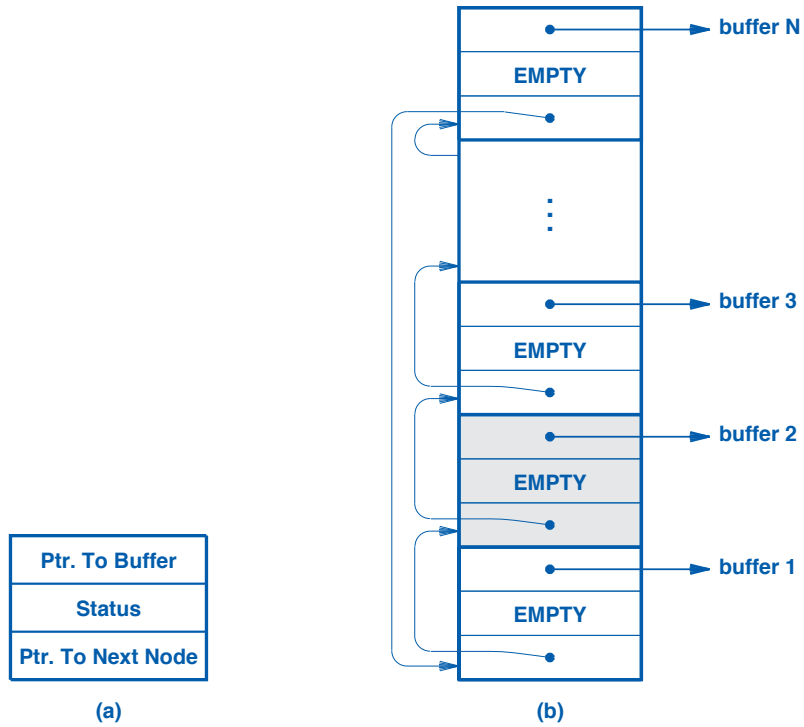 buffer N
EMPTY
buffer 3
EMPTY
buffer 2
EMPTY
buffer 1
EMPTY
Ptr. To Buffer
Status
Ptr. To Next Node
(a)
(b)